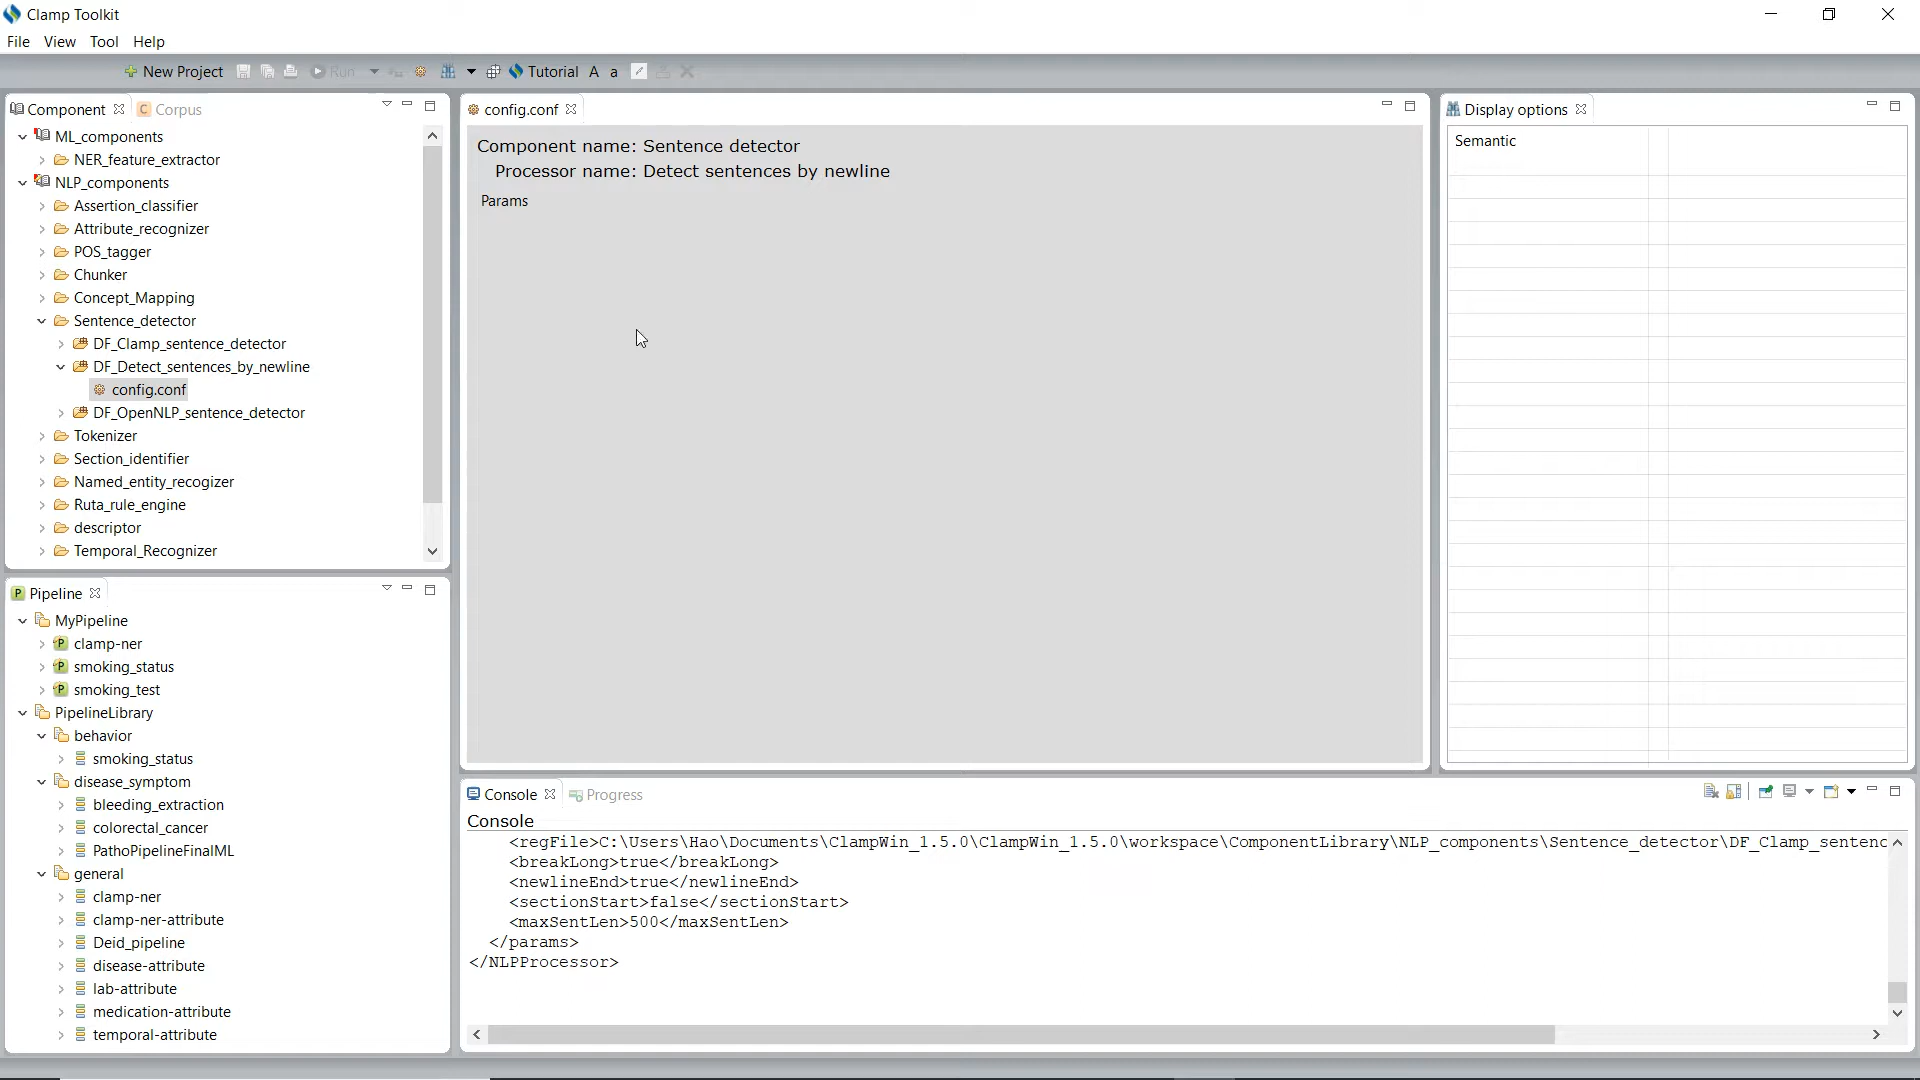 Clamp Toolkit
File View Tool Help
New Project Run Tutorial A a
Component Corpus
ML_components
NER_feature_extractor
NLP_components
Assertion_classifier
Attribute_recognizer
POS_tagger
Chunker
Concept_Mapping
Sentence_detector
DF_Clamp_sentence_detector
DF_Detect_sentences_by_newline
config.conf
DF_OpenNLP_sentence_detector
Tokenizer
Section_identifier
Named_entity_recogizer
Ruta_rule_engine
descriptor
Temporal_Recognizer
Pipeline
MyPipeline
clamp-ner
smoking_status
smoking_test
PipelineLibrary
behavior
smoking_status
disease_symptom
bleeding_extraction
colorectal_cancer
PathoPipelineFinalML
general
clamp-ner
clamp-ner-attribute
Deid_pipeline
disease-attribute
lab-attribute
medication-attribute
temporal-attribute
config.conf
Component name: Sentence detector
Processor name: Detect sentences by newline
Params
Display options
Semantic
Console Progress
Console
<regFile>C:\Users\Hao\Documents\ClampWin_1.5.0\ClampWin_1.5.0\workspace\ComponentLibrary\NLP_components\Sentence_detector\DF_Clamp_sentenc
<breakLong>true</breakLong>
<newlineEnd>true</newlineEnd>
<sectionStart>false</sectionStart>
<maxSentLen>500</maxSentLen>
</params>
</NLPProcessor>